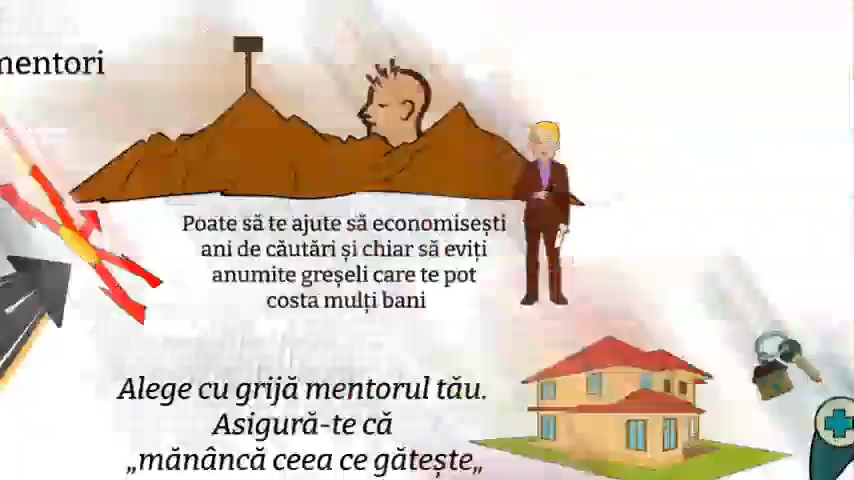 mentori
Poate să te ajute să economisești
ani de căutări și chiar să eviți
anumite greșeli care te pot
costa mulți bani
Alege cu grijă mentorul tău.
Asigură-te că
„mănâncă ceea ce gătește„